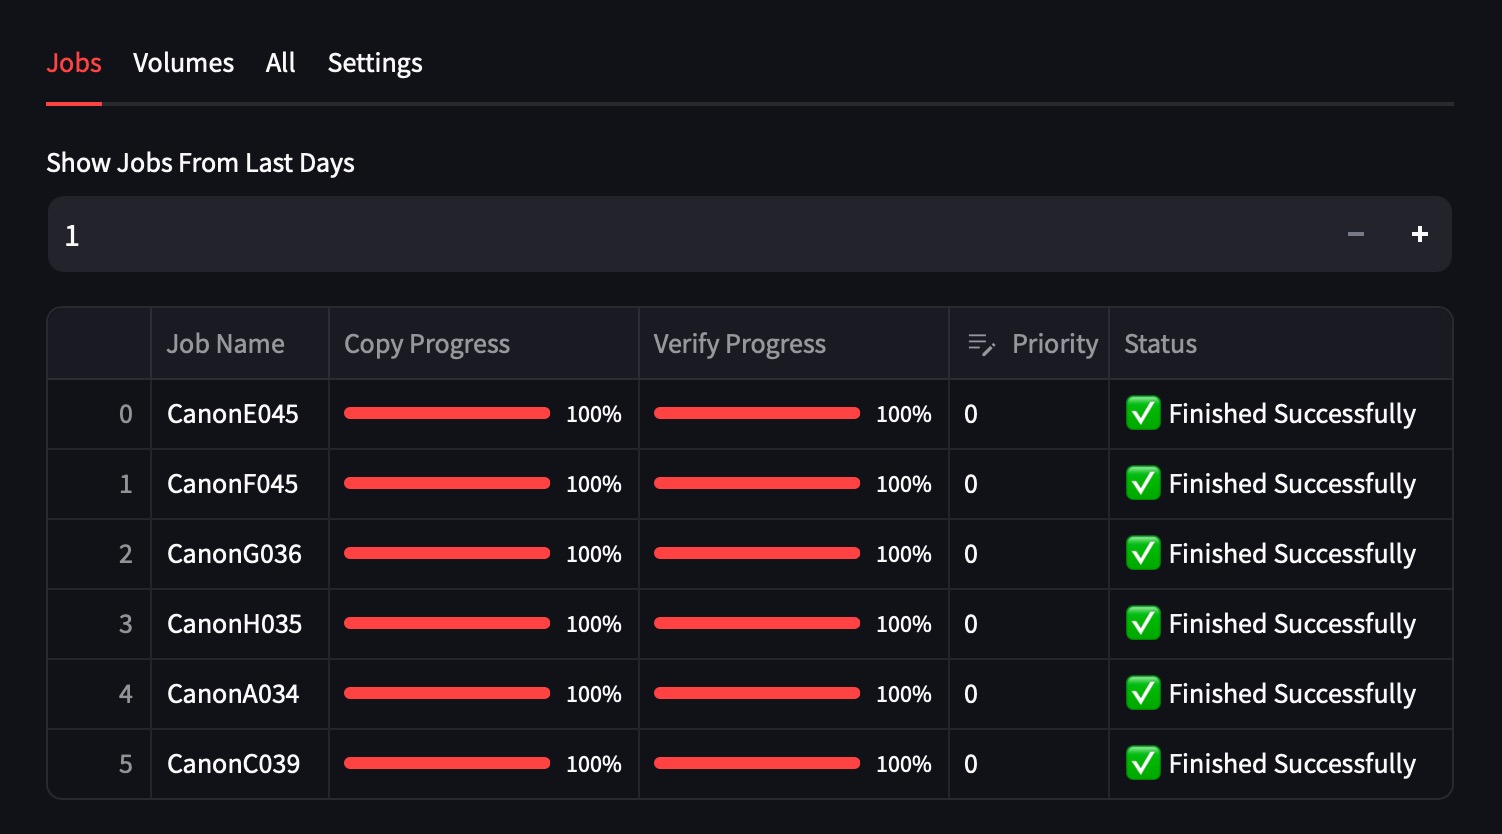 Jobs Volumes All Settings
Show Jobs From Last Days
1 − +
Job Name Copy Progress Verify Progress Priority Status
0 CanonE045 100% 100% 0 ✅ Finished Successfully
1 CanonF045 100% 100% 0 ✅ Finished Successfully
2 CanonG036 100% 100% 0 ✅ Finished Successfully
3 CanonH035 100% 100% 0 ✅ Finished Successfully
4 CanonA034 100% 100% 0 ✅ Finished Successfully
5 CanonC039 100% 100% 0 ✅ Finished Successfully